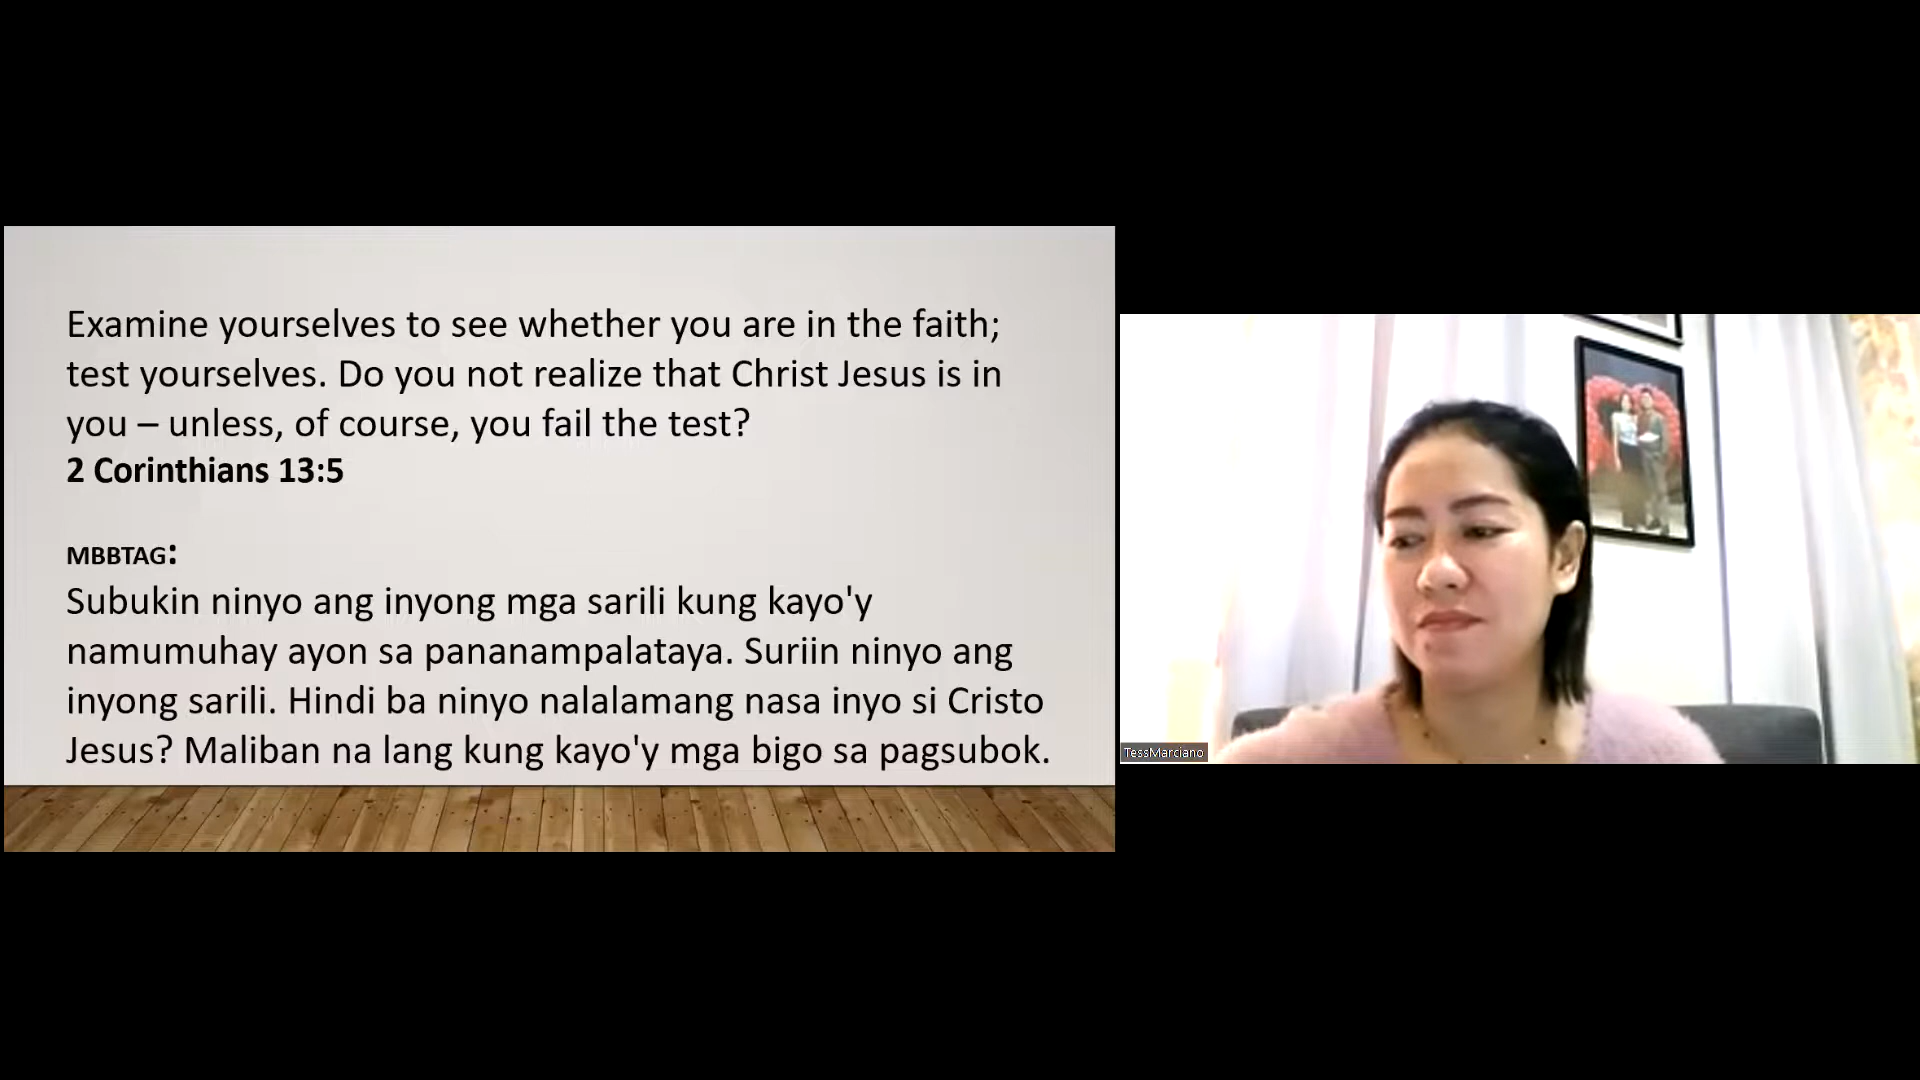 Examine yourselves to see whether you are in the faith;
test yourselves. Do you not realize that Christ Jesus is in
you – unless, of course, you fail the test?
2 Corinthians 13:5
MBBTAG:
Subukin ninyo ang inyong mga sarili kung kayo'y
namumuhay ayon sa pananampalataya. Suriin ninyo ang
inyong sarili. Hindi ba ninyo nalalamang nasa inyo si Cristo
Jesus? Maliban na lang kung kayo'y mga bigo sa pagsubok.
TessMarciano